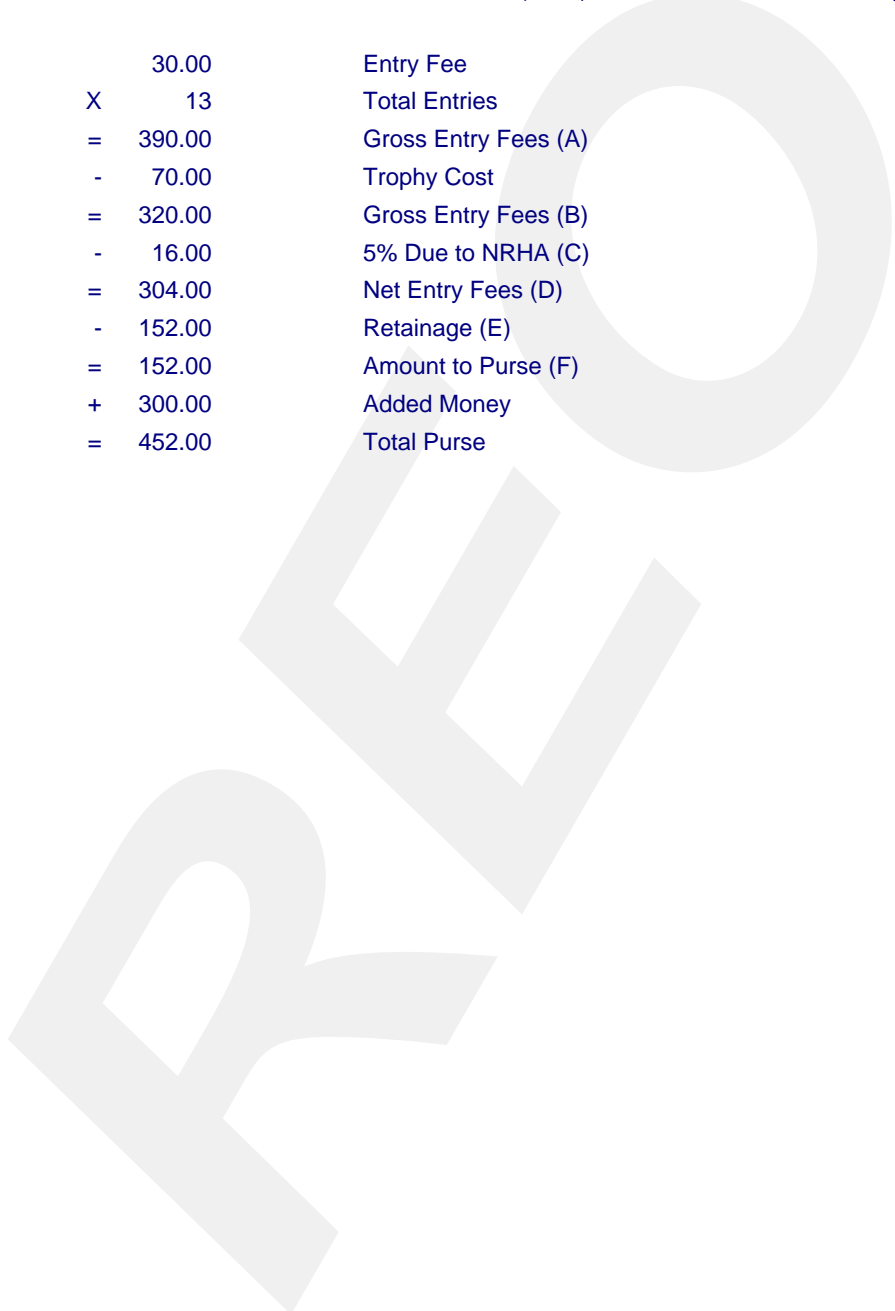 30.00 Entry Fee
X 13 Total Entries
= 390.00 Gross Entry Fees (A)
- 70.00 Trophy Cost
= 320.00 Gross Entry Fees (B)
- 16.00 5% Due to NRHA (C)
= 304.00 Net Entry Fees (D)
- 152.00 Retainage (E)
= 152.00 Amount to Purse (F)
+ 300.00 Added Money
= 452.00 Total Purse
REO